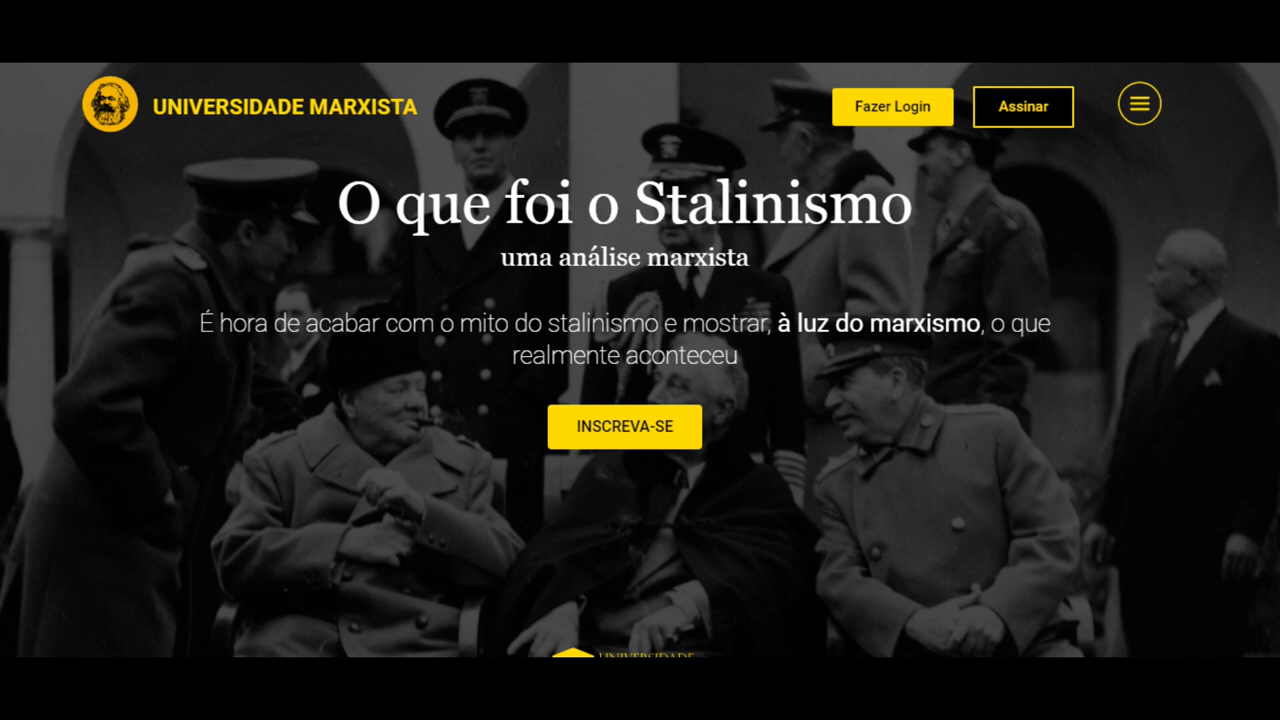 UNIVERSIDADE MARXISTA
Fazer Login
Assinar
O que foi o Stalinismo
uma análise marxista
É hora de acabar com o mito do stalinismo e mostrar, à luz do marxismo, o que
realmente aconteceu
INSCREVA-SE
UNIVERSIDADE